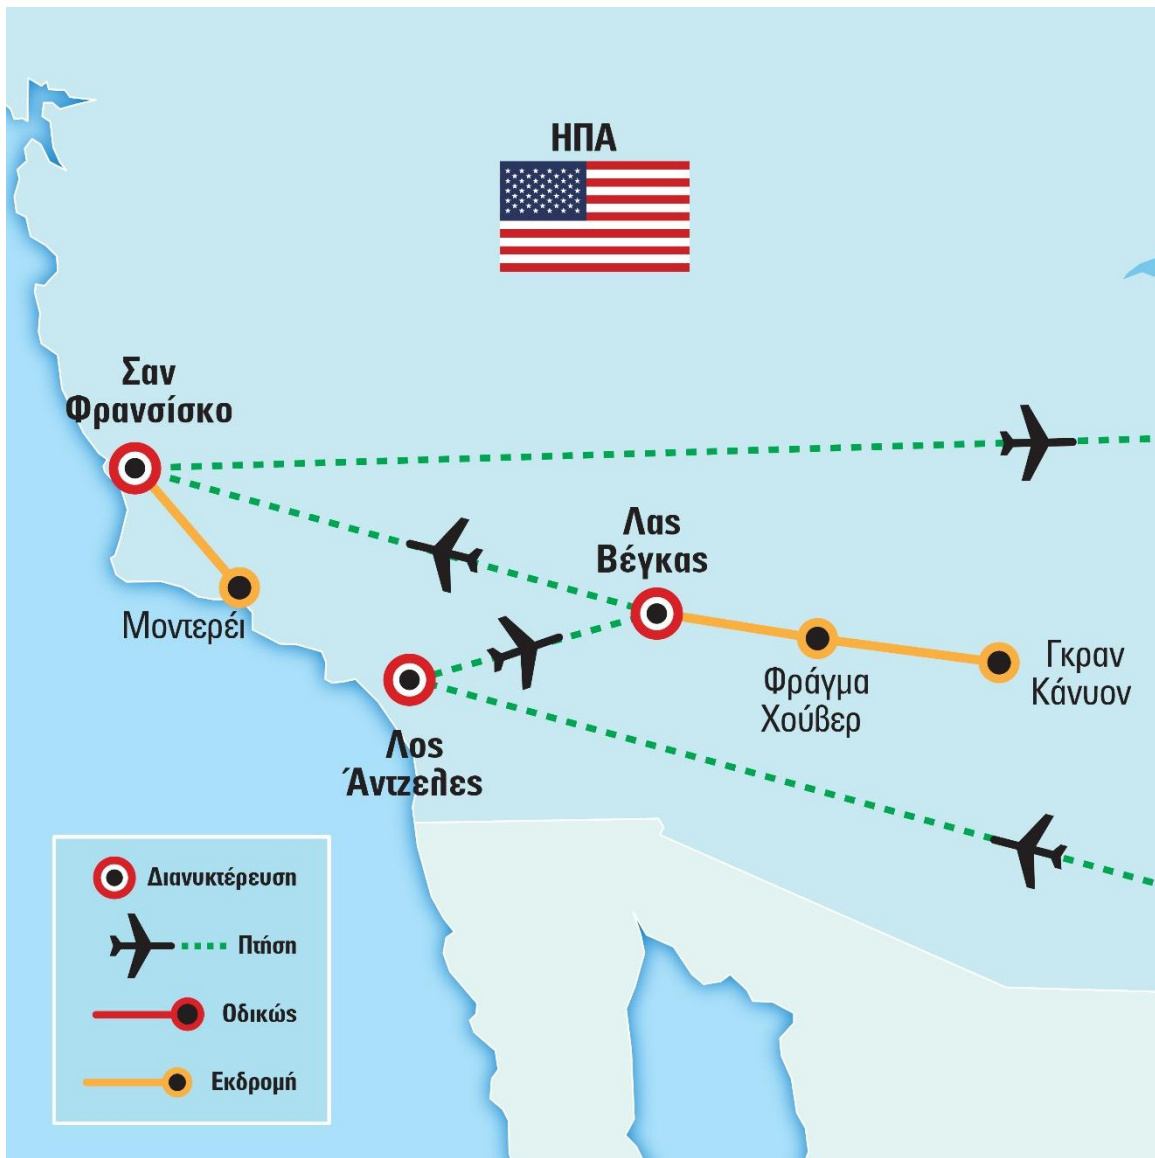 ΗΠΑ
Σαν
Φρανσίσκο
Λας
Βέγκας
Μοντερέι
Φράγμα
Χούβερ
Γκραν
Κάνυον
Λος
Άντζελες
Διανυκτέρευση
Πτήση
Οδικώς
Εκδρομή